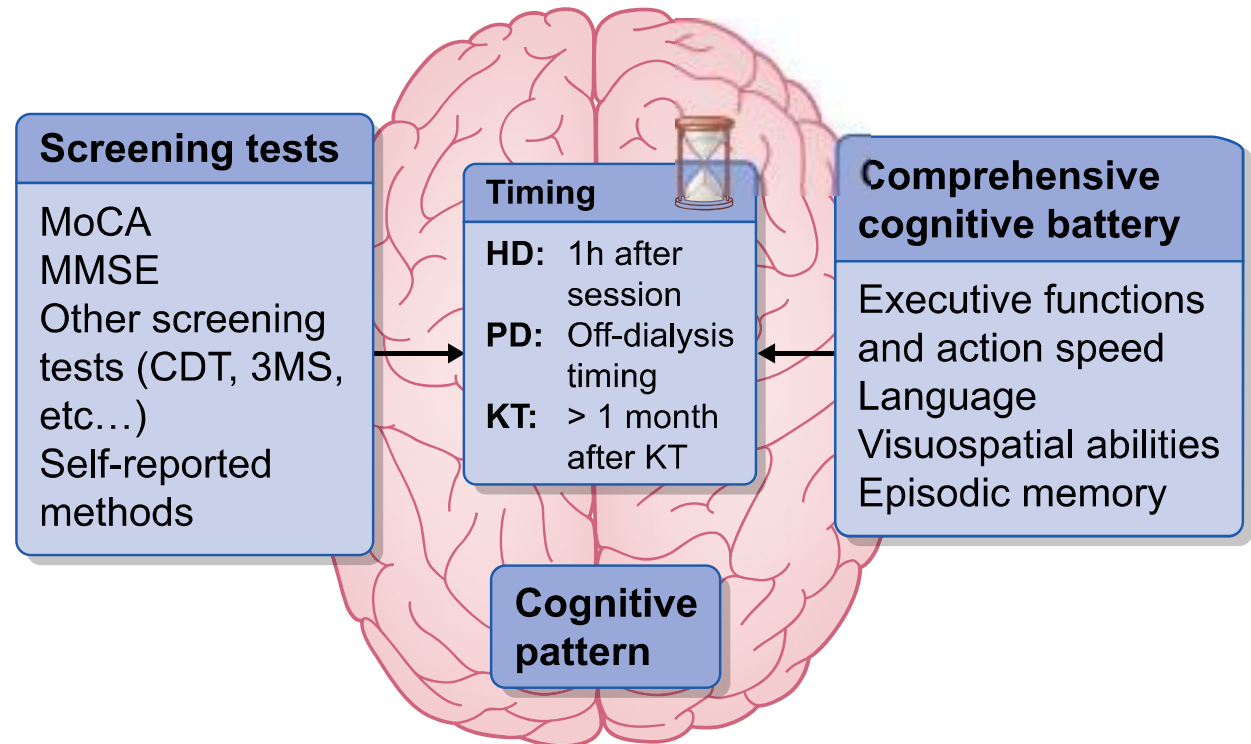 Screening tests
MoCA
MMSE
Other screening
tests (CDT, 3MS,
etc...)
Self-reported
methods
Timing
HD: 1h after
session
PD: Off-dialysis
timing
KT: > 1 month
after KT
Comprehensive
cognitive battery
Executive functions
and action speed
Language
Visuospatial abilities
Episodic memory
Cognitive
pattern